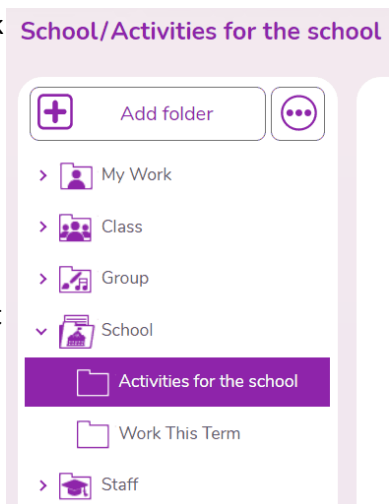 School/Activities for the school
Add folder
My Work
Class
Group
School
Activities for the school
Work This Term
Staff